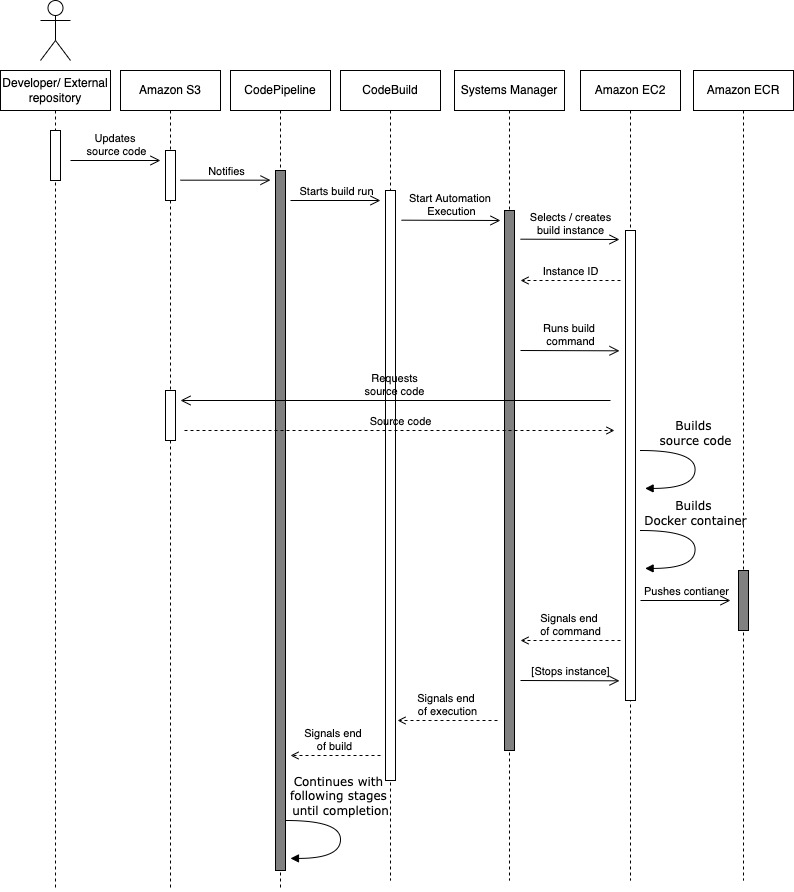 Developer/ External
repository
Amazon S3
CodePipeline
CodeBuild
Systems Manager
Amazon EC2
Amazon ECR
Updates
source code
Notifies
Starts build run
Start Automation
Execution
Selects / creates
build instance
Instance ID
Runs build
command
Requests
source code
Source code
Builds
source code
Builds
Docker container
Pushes contianer
Signals end
of command
[Stops instance]
Signals end
of execution
Signals end
of build
Continues with
following stages
until completion